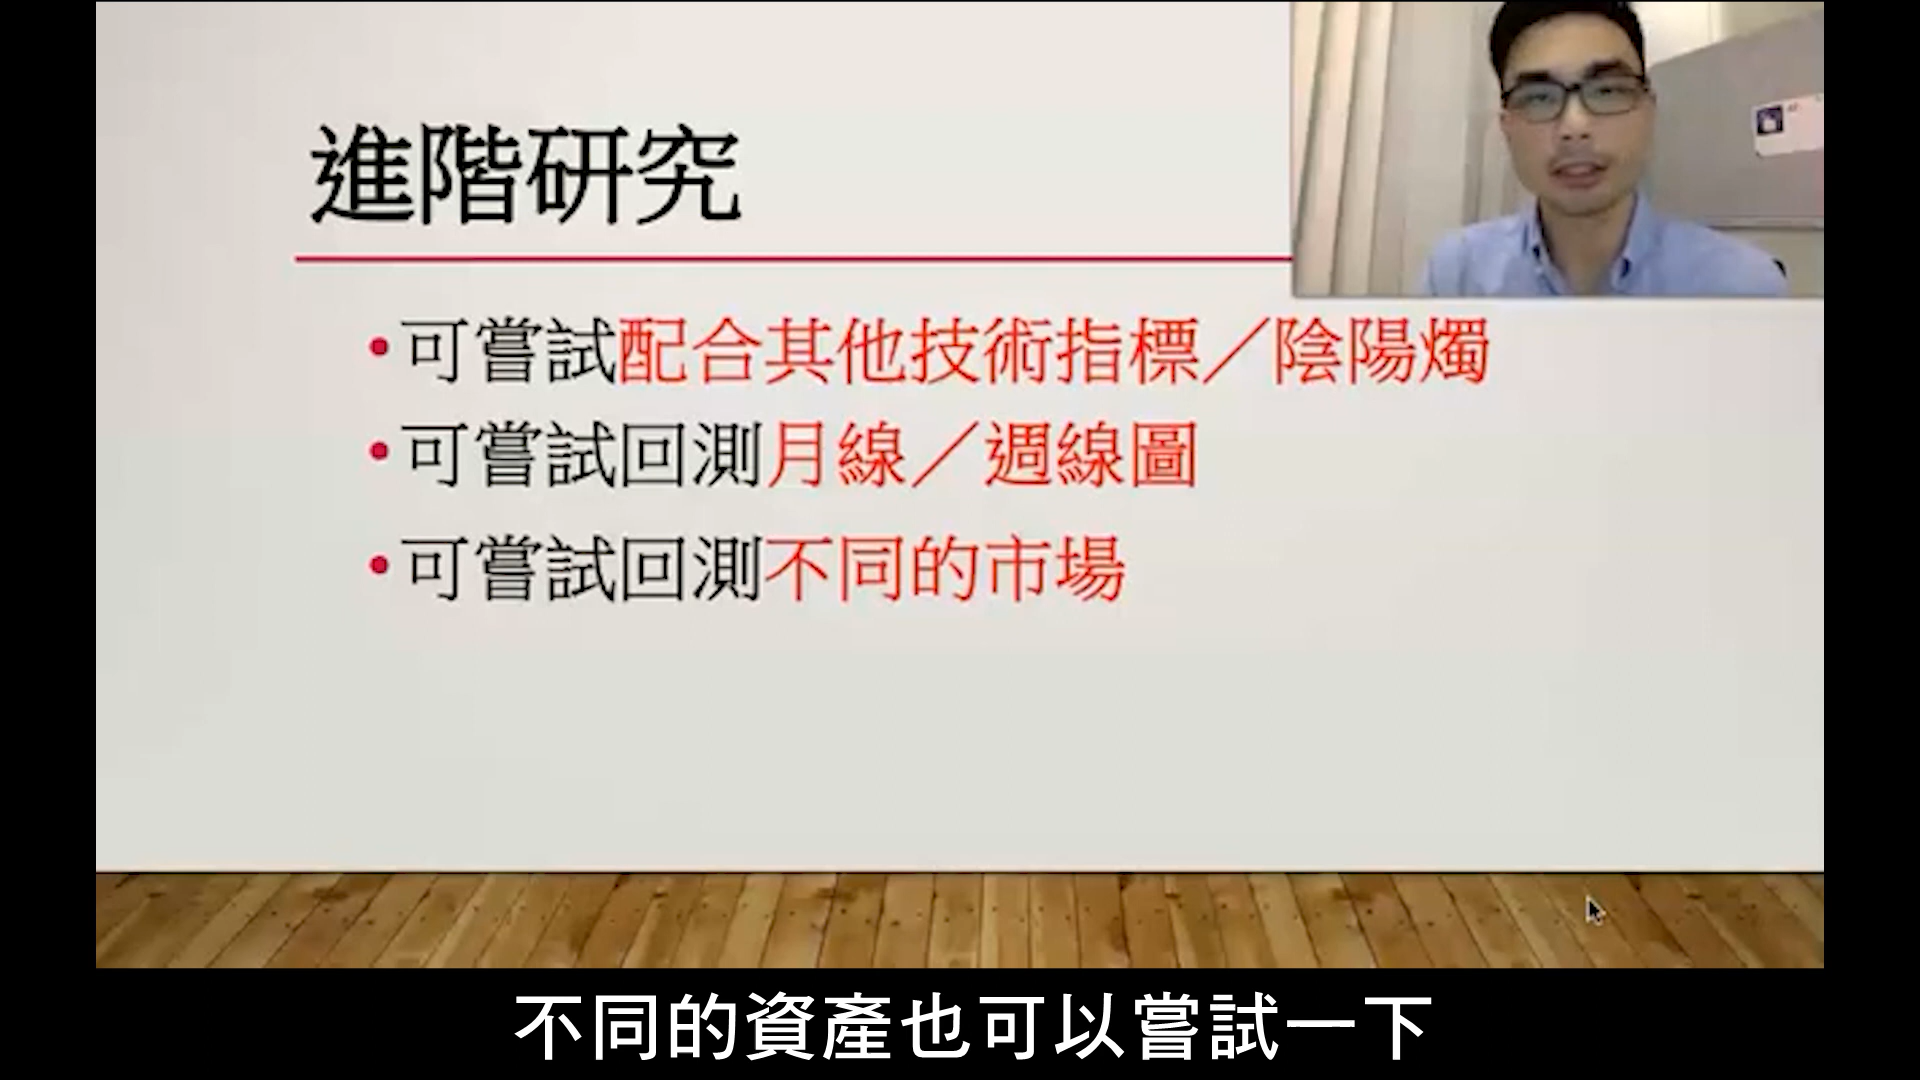 進階研究
•可嘗試配合其他技術指標／陰陽燭
•可嘗試回測月線／週線圖
•可嘗試回測不同的市場
不同的資產也可以嘗試一下